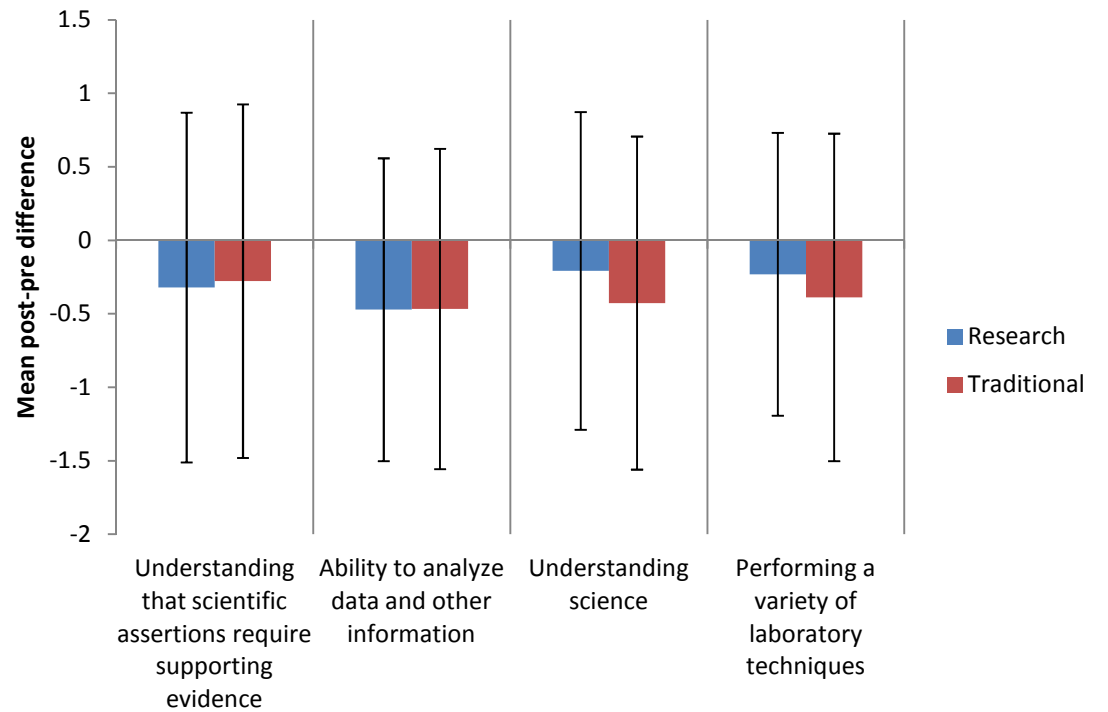 1.5
1
0.5
0
-0.5
-1
-1.5
-2
Mean post-pre difference
Understanding
that scientific
assertions require
supporting
evidence
Ability to analyze
data and other
information
Understanding
science
Performing a
variety of
laboratory
techniques
Research
Traditional